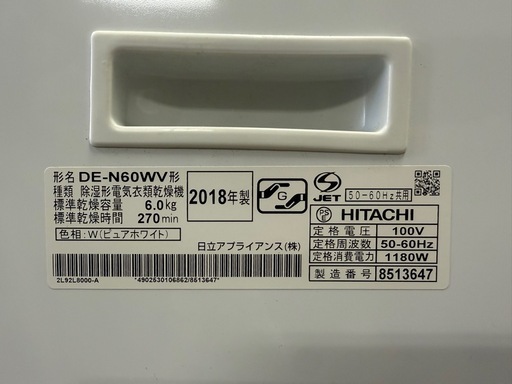 形名 DE-N60WV形
種類 除湿形電気衣類乾燥機
標準乾燥容量 6.0kg
標準乾燥時間 270min
2018年製
色相:W(ピュアホワイト)
日立アプライアンス(株)
2L92L8000-A
*4902530106862/8513647*
G
JET
50-60Hz共用
PS E
HITACHI
定格電圧 100V
定格周波数 50-60Hz
定格消費電力 1180W
製造番号 8513647